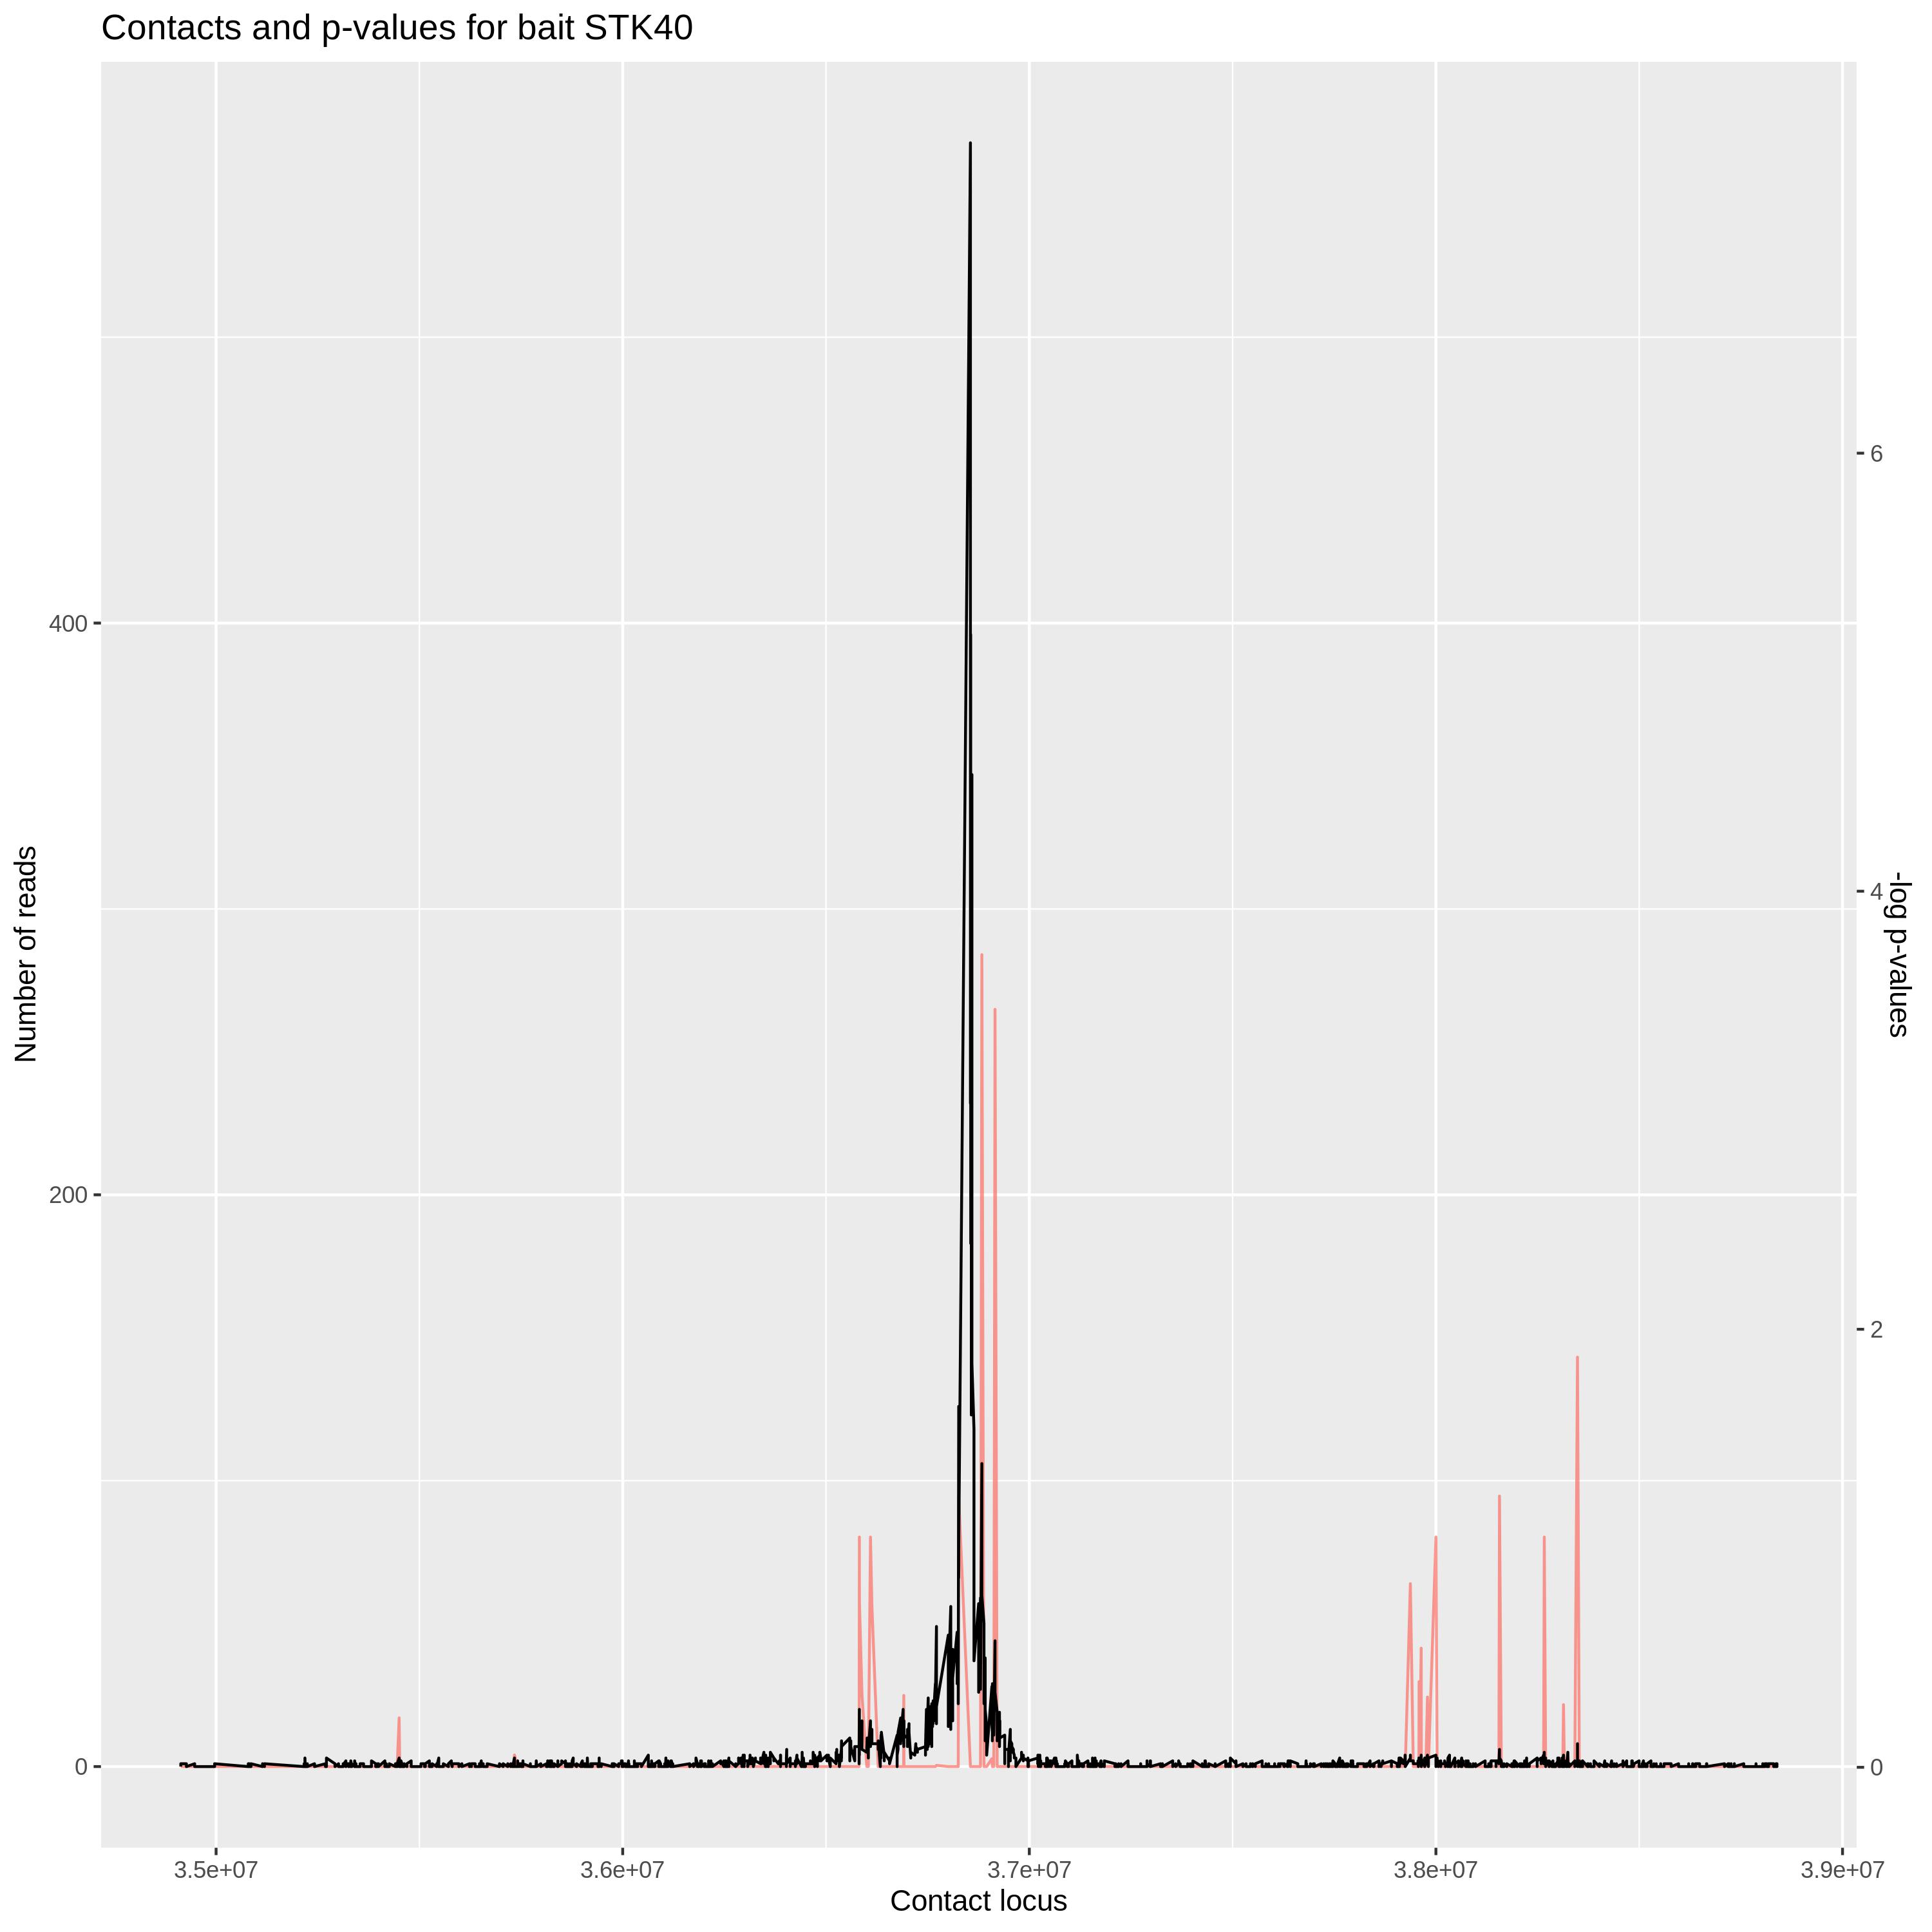 Contacts and p-values for bait STK40
Number of reads
400
200
0
6
4
2
0
-log p-values
3.5e+07
3.6e+07
3.7e+07
3.8e+07
3.9e+07
Contact locus